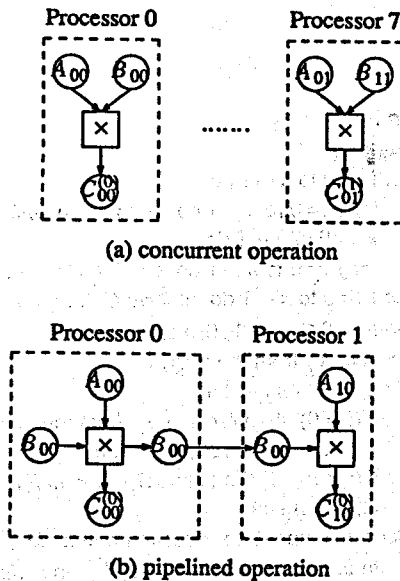 Processor 0 Processor 7
A00 B00 A01 B11
× ...... ×
C00(0) C01(1)
(a) concurrent operation
Processor 0 Processor 1
A00 A10
B00 × B00 B00 ×
C00(0) C10(0)
(b) pipelined operation